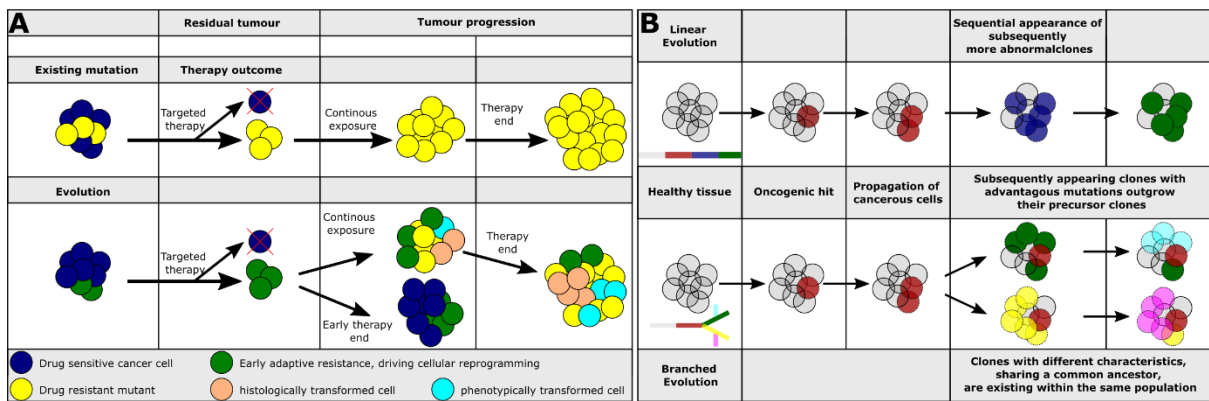 A
Residual tumour
Tumour progression
Existing mutation
Therapy outcome
Targeted
therapy
Continous
exposure
Therapy
end
Evolution
Targeted
therapy
Continous
exposure
Therapy
end
Early therapy
end
Drug sensitive cancer cell
Early adaptive resistance, driving cellular reprogramming
Drug resistant mutant
histologically transformed cell
phenotypically transformed cell
B
Linear
Evolution
Sequential appearance of
subsequently
more abnormalclones
Healthy tissue
Oncogenic hit
Propagation of
cancerous cells
Subsequently appearing clones with
advantagous mutations outgrow
their precursor clones
Branched
Evolution
Clones with different characteristics,
sharing a common ancestor,
are existing within the same population